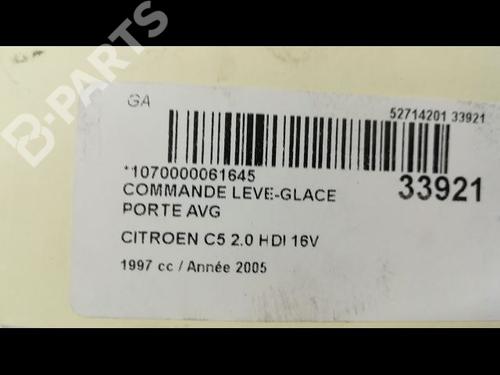 B-PARTS
GA
52714201 33921
*1070000061645
33921
COMMANDE LEVE-GLACE
PORTE AVG
CITROEN C5 2.0 HDI 16V
1997 cc / Année 2005